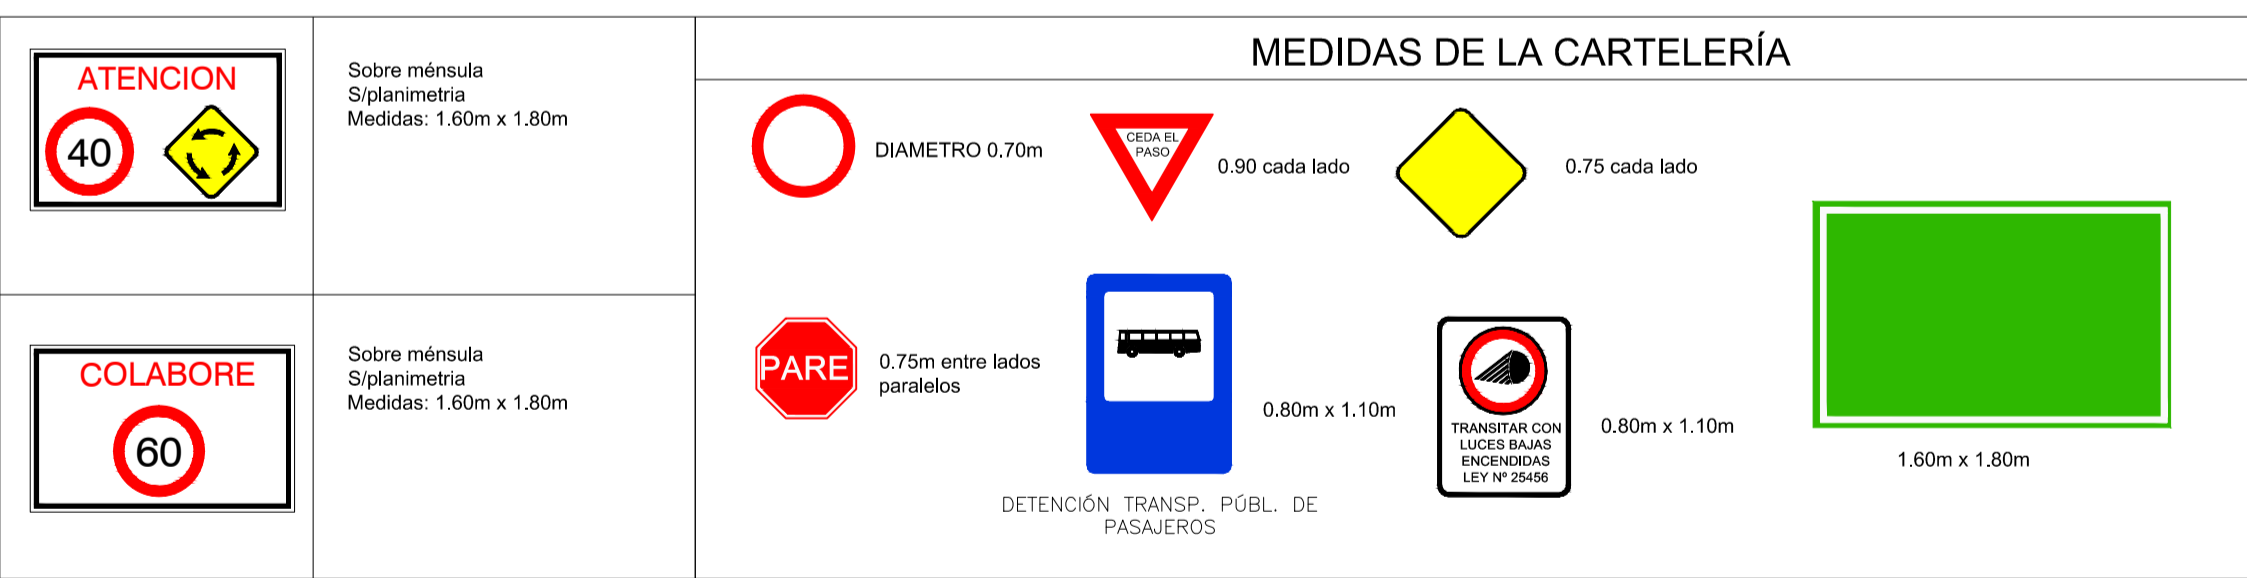 ATENCION
40
Sobre ménsula
S/planimetria
Medidas: 1.60m x 1.80m
COLABORE
60
Sobre ménsula
S/planimetria
Medidas: 1.60m x 1.80m
MEDIDAS DE LA CARTELERÍA
DIAMETRO 0.70m
CEDA EL
PASO
0.90 cada lado
0.75 cada lado
PARE
0.75m entre lados
paralelos
0.80m x 1.10m
DETENCIÓN TRANSP. PÚBL. DE
PASAJEROS
TRANSITAR CON
LUCES BAJAS
ENCENDIDAS
LEY Nº 25456
0.80m x 1.10m
1.60m x 1.80m